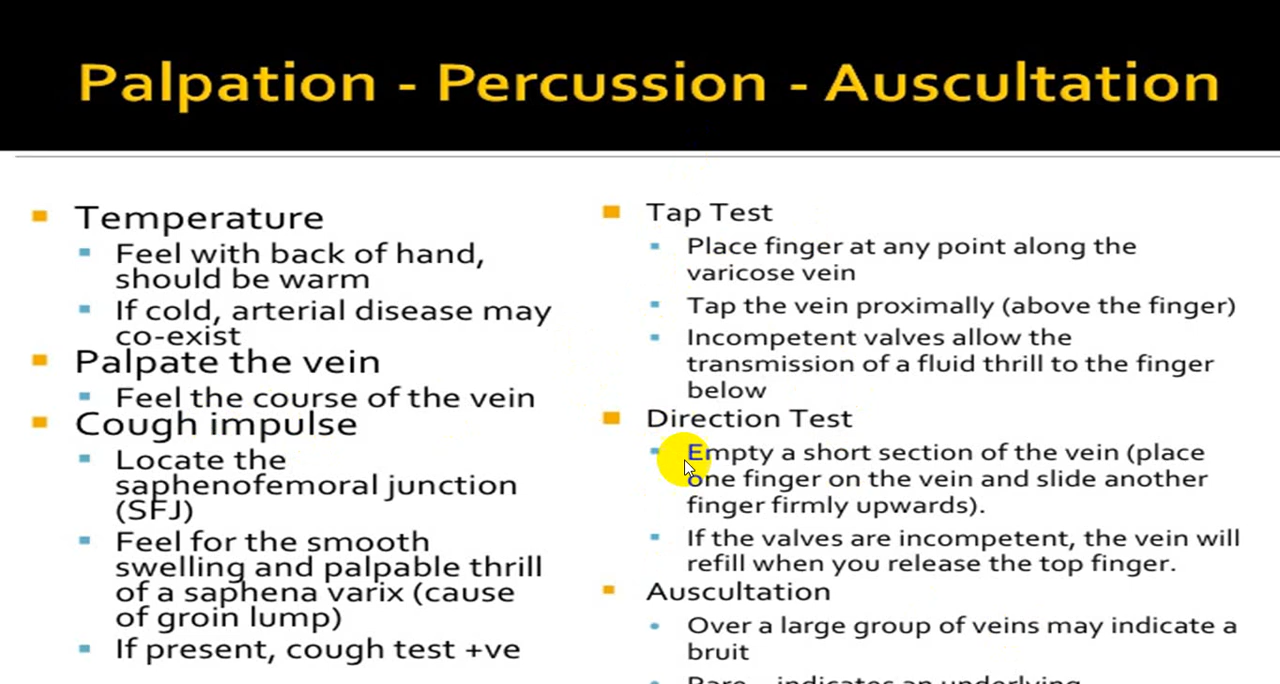 Palpation - Percussion - Auscultation
Temperature
Feel with back of hand,
should be warm
If cold, arterial disease may
co-exist
Palpate the vein
Feel the course of the vein
Cough impulse
Locate the
saphenofemoral junction
(SFJ)
Feel for the smooth
swelling and palpable thrill
of a saphena varix (cause
of groin lump)
If present, cough test +ve
Tap Test
Place finger at any point along the
varicose vein
Tap the vein proximally (above the finger)
Incompetent valves allow the
transmission of a fluid thrill to the finger
below
Direction Test
Empty a short section of the vein (place
one finger on the vein and slide another
finger firmly upwards).
If the valves are incompetent, the vein will
refill when you release the top finger.
Auscultation
Over a large group of veins may indicate a
bruit
Rare – indicates an underlying